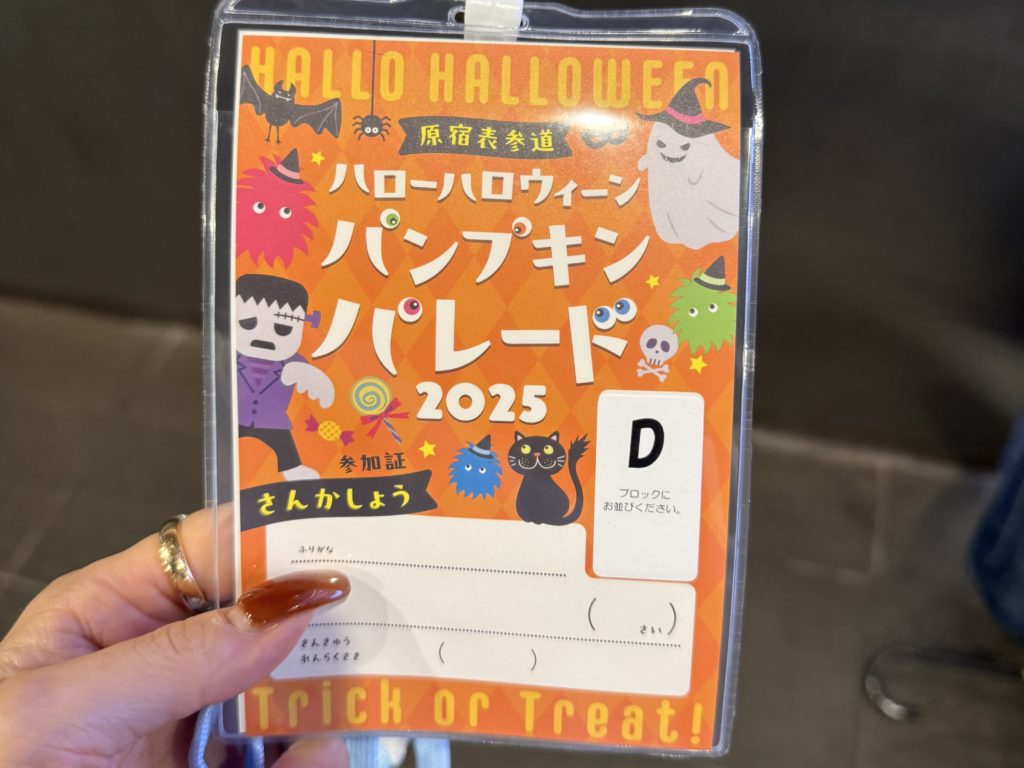 HALLO HALLOWEEN
原宿表参道
ハローハロウィーン
パンプキン
パレード
2025
参加証
さんかしょう
D
ブロックに
お並びください。
ふりがな
( さい)
きんきゅう
れんらくさき ( )
Trick or Treat!